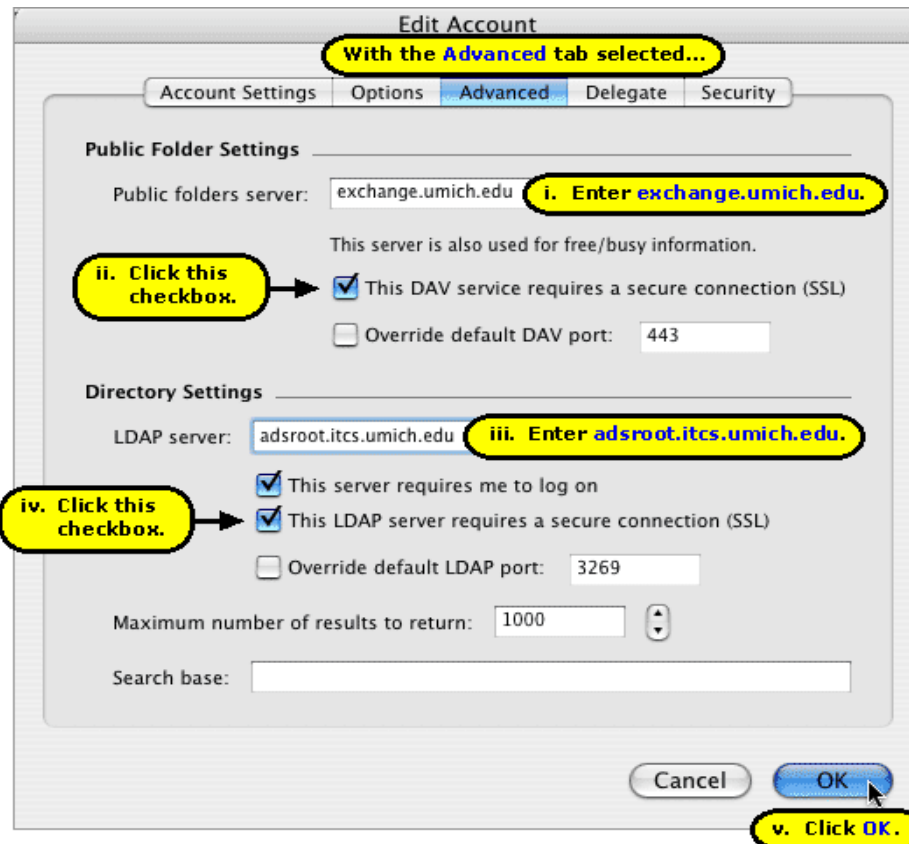 Edit Account
With the Advanced tab selected...
Account Settings Options Advanced Delegate Security
Public Folder Settings
Public folders server: exchange.umich.edu i. Enter exchange.umich.edu.
This server is also used for free/busy information.
ii. Click this
checkbox.
This DAV service requires a secure connection (SSL)
Override default DAV port: 443
Directory Settings
LDAP server: adsroot.itcs.umich.edu iii. Enter adsroot.itcs.umich.edu.
This server requires me to log on
iv. Click this
checkbox.
This LDAP server requires a secure connection (SSL)
Override default LDAP port: 3269
Maximum number of results to return: 1000
Search base:
Cancel OK
v. Click OK.